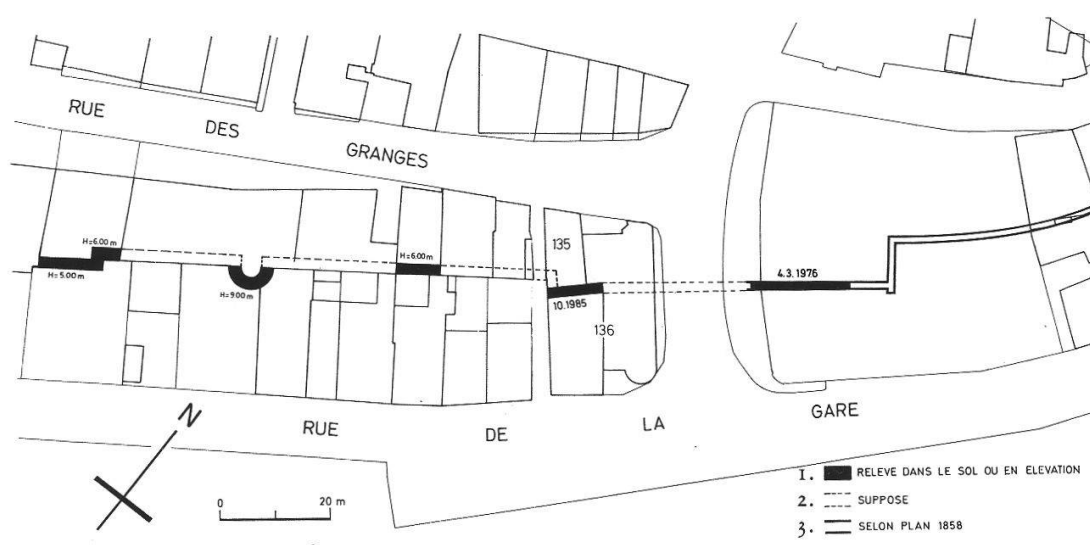 RUE DES GRANGES
H=6.00 m
H=5.00 m
H=9.00 m
H=6.00 m
135
10.1985
136
4.3.1976
RUE DE LA GARE
N
0 20 m
1. RELEVE DANS LE SOL OU EN ELEVATION
2. SUPPOSE
3. SELON PLAN 1858